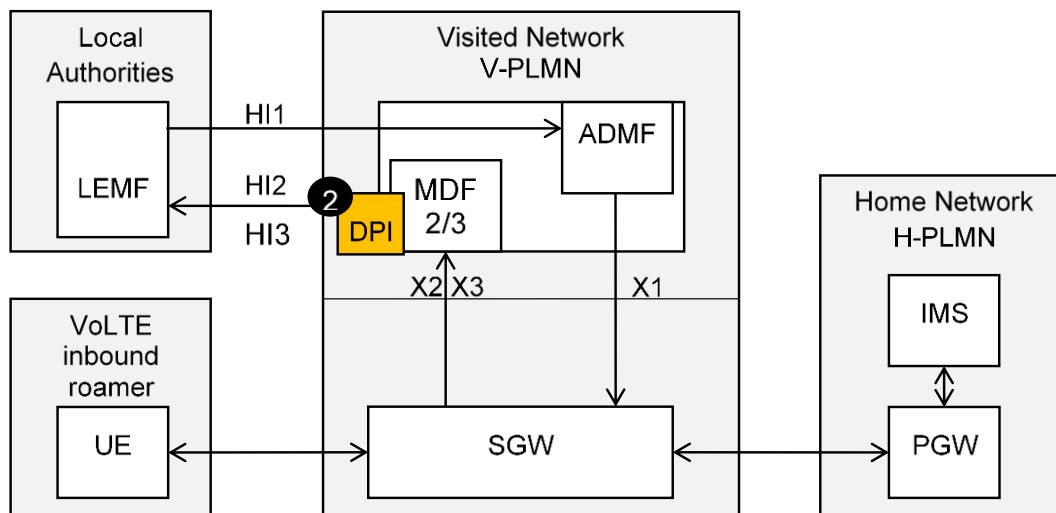 Local
Authorities
LEMF
HI1
HI2
HI3
Visited Network
V-PLMN
ADMF
MDF
2/3
2
DPI
X2 X3
X1
Home Network
H-PLMN
IMS
PGW
VoLTE
inbound
roamer
UE
SGW